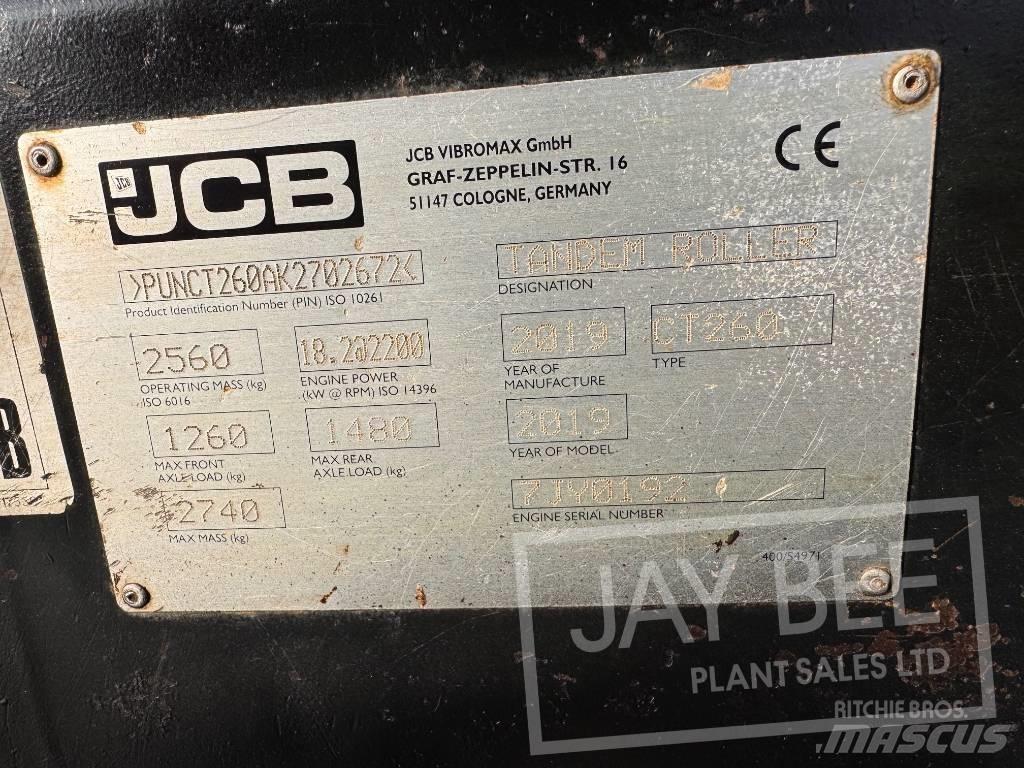 JCB
JCB
JCB VIBROMAX GmbH
GRAF-ZEPPELIN-STR. 16
51147 COLOGNE, GERMANY
CE
>PUNCT260AK2702672<
Product Identification Number (PIN) ISO 10261
TANDEM ROLLER
DESIGNATION
2560
OPERATING MASS (kg)
ISO 6016
18.2@2200
ENGINE POWER
(kW @ RPM) ISO 14396
2019
YEAR OF
MANUFACTURE
CT260
TYPE
1260
MAX FRONT
AXLE LOAD (kg)
1480
MAX REAR
AXLE LOAD (kg)
2019
YEAR OF MODEL
2740
MAX MASS (kg)
7JY0192
ENGINE SERIAL NUMBER
400/54971
B
JAY BEE
PLANT SALES LTD
RITCHIE BROS.
MASCUS